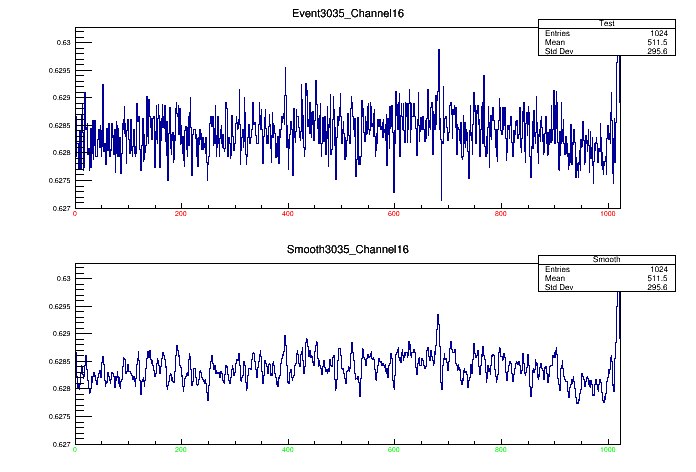 Event3035_Channel16
Test
Entries 1024
Mean 511.5
Std Dev 295.6
0.63
0.6295
0.629
0.6285
0.628
0.6275
0.627
0 200 400 600 800 1000
Smooth3035_Channel16
Smooth
Entries 1024
Mean 511.5
Std Dev 295.6
0.63
0.6295
0.629
0.6285
0.628
0.6275
0.627
0 200 400 600 800 1000